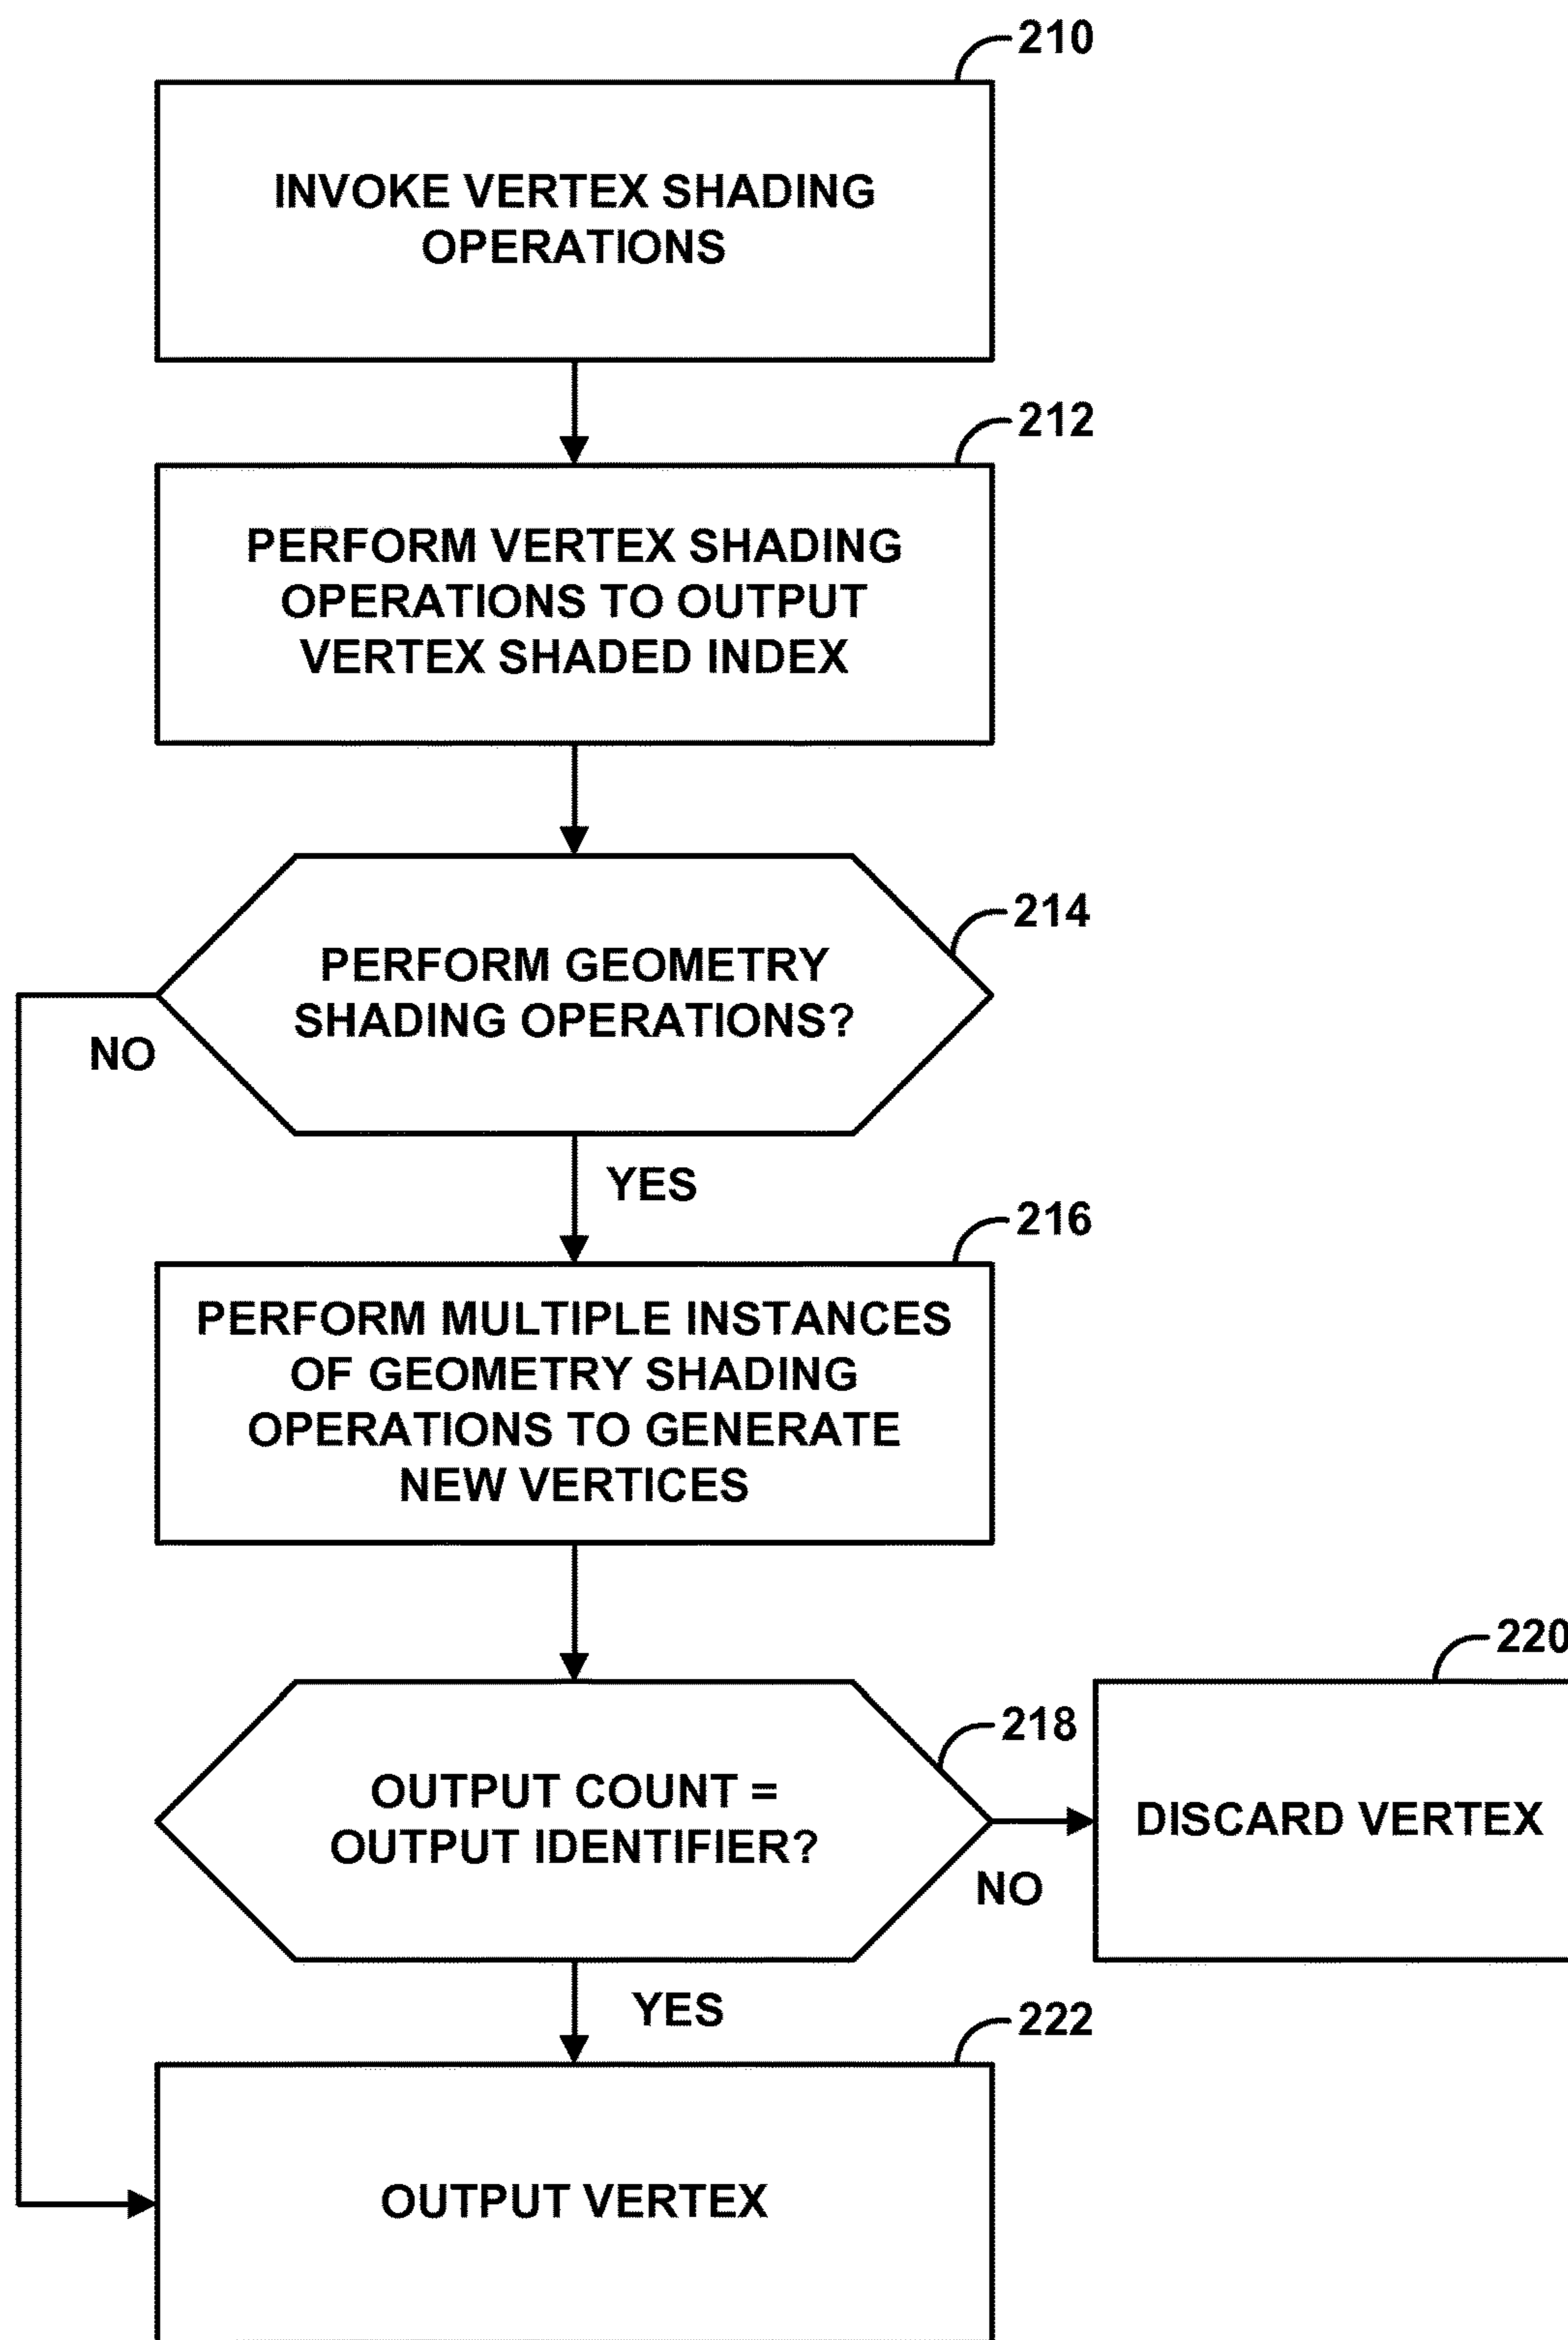 210
INVOKE VERTEX SHADING
OPERATIONS
212
PERFORM VERTEX SHADING
OPERATIONS TO OUTPUT
VERTEX SHADED INDEX
214
PERFORM GEOMETRY
SHADING OPERATIONS?
NO
YES
216
PERFORM MULTIPLE INSTANCES
OF GEOMETRY SHADING
OPERATIONS TO GENERATE
NEW VERTICES
220
218
OUTPUT COUNT =
OUTPUT IDENTIFIER?
DISCARD VERTEX
NO
YES
222
OUTPUT VERTEX